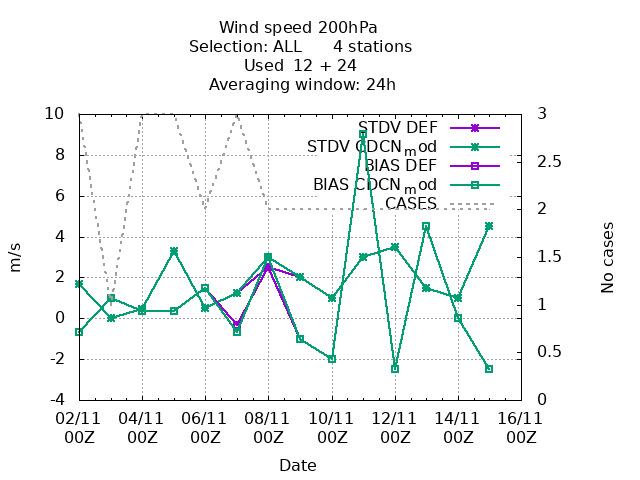 Wind speed 200hPa
Selection: ALL      4 stations
Used  12 + 24
Averaging window: 24h
10
8
6
4
2
0
-2
-4
3
2.5
2
1.5
1
0.5
0
STDV DEF
STDV CDCNmod
BIAS DEF
BIAS CDCNmod
CASES
m/s
No cases
02/11 04/11 06/11 08/11 10/11 12/11 14/11 16/11
00Z 00Z 00Z 00Z 00Z 00Z 00Z 00Z
Date